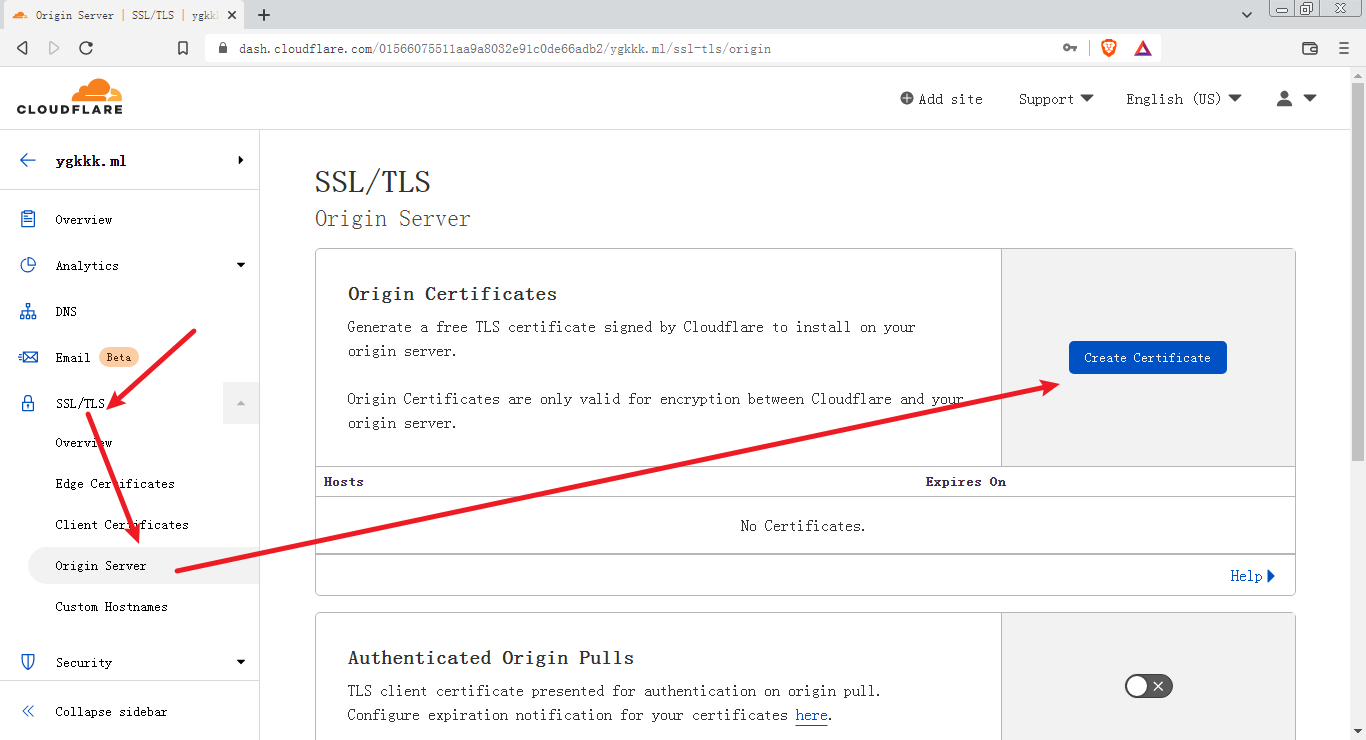 Origin Server | SSL/TLS | ygkk
dash.cloudflare.com/01566075511aa9a8032e91c0de66adb2/ygkkk.ml/ssl-tls/origin
CLOUDFLARE
Add site
Support
English (US)
ygkkk.ml
Overview
Analytics
DNS
Email Beta
SSL/TLS
Overview
Edge Certificates
Client Certificates
Origin Server
Custom Hostnames
Security
Collapse sidebar
SSL/TLS
Origin Server
Origin Certificates
Generate a free TLS certificate signed by Cloudflare to install on your
origin server.
Origin Certificates are only valid for encryption between Cloudflare and your
origin server.
Create Certificate
Hosts
Expires On
No Certificates.
Help
Authenticated Origin Pulls
TLS client certificate presented for authentication on origin pull.
Configure expiration notification for your certificates here.